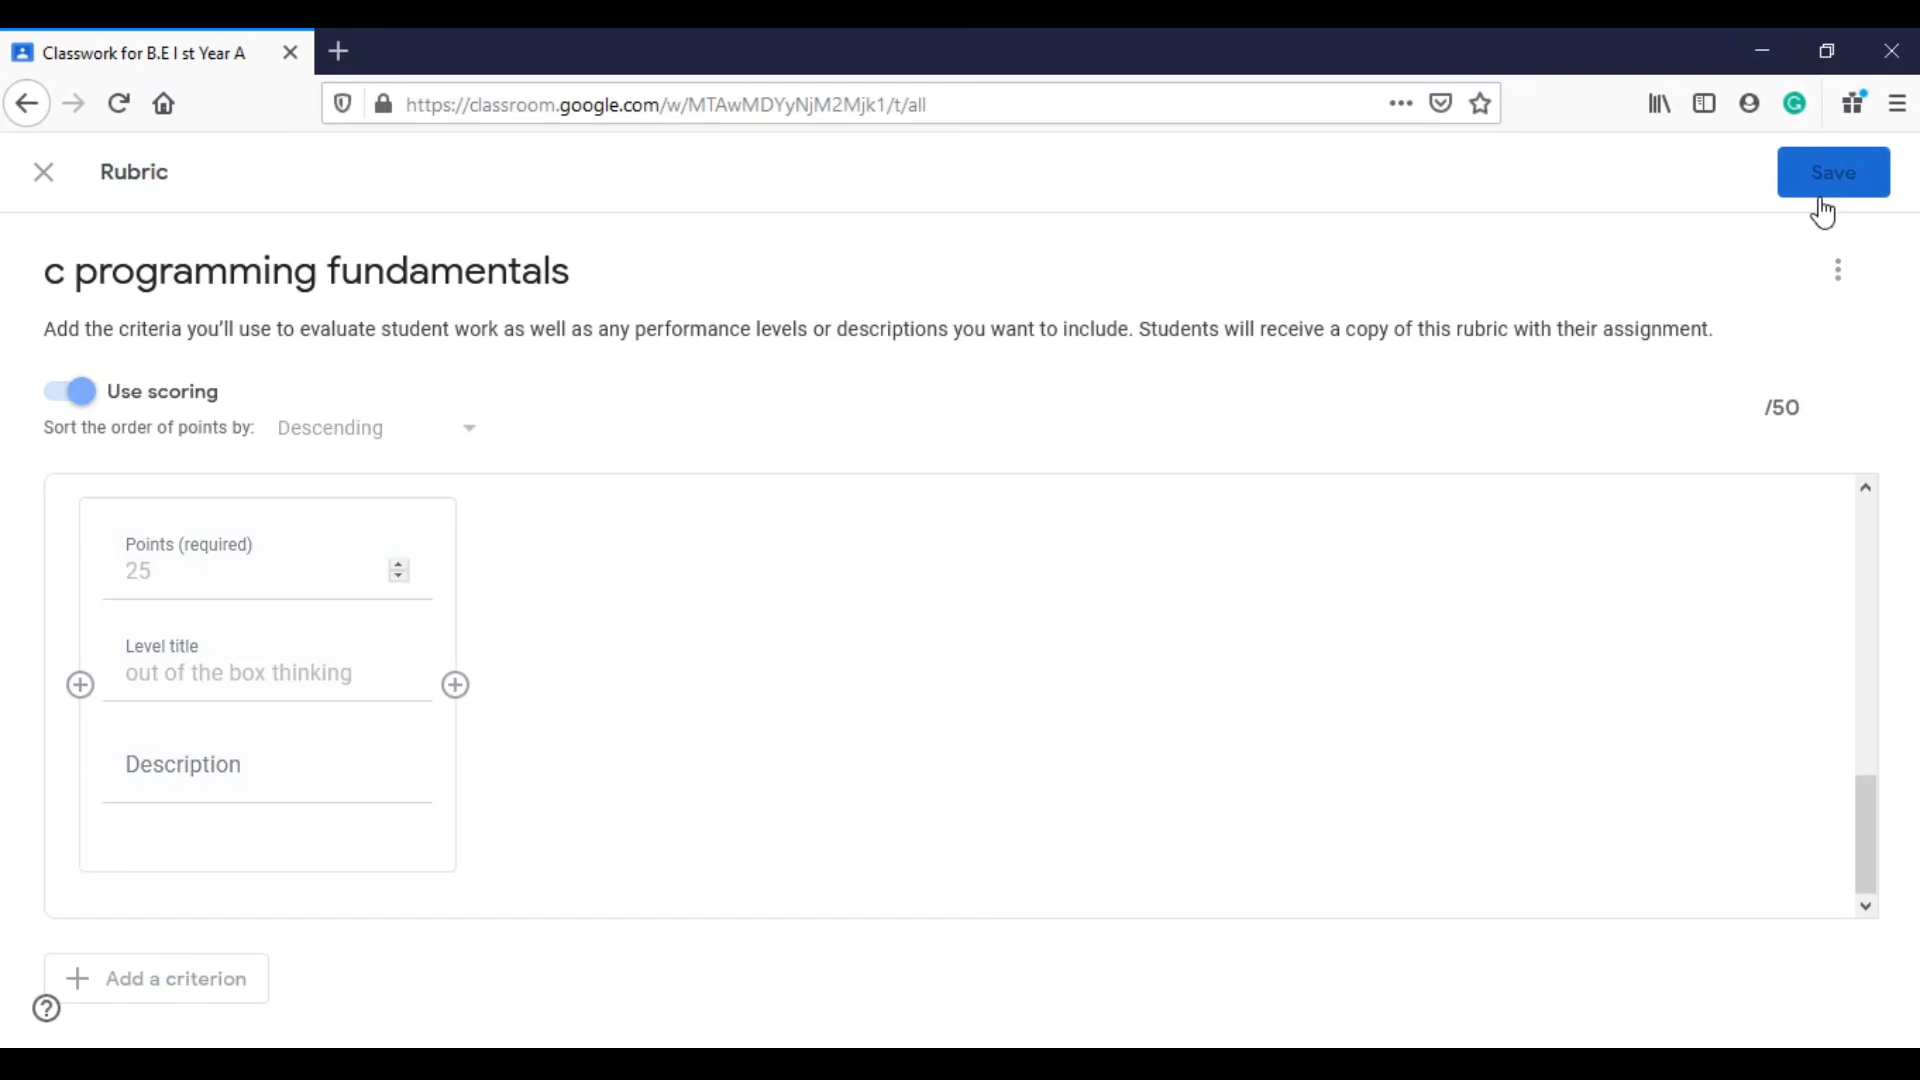 Classwork for B.E I st Year A
https://classroom.google.com/w/MTAwMDYyNjM2Mjk1/t/all
Rubric
Save
c programming fundamentals
Add the criteria you'll use to evaluate student work as well as any performance levels or descriptions you want to include. Students will receive a copy of this rubric with their assignment.
Use scoring
/50
Sort the order of points by: Descending
Points (required)
25
Level title
out of the box thinking
Description
Add a criterion